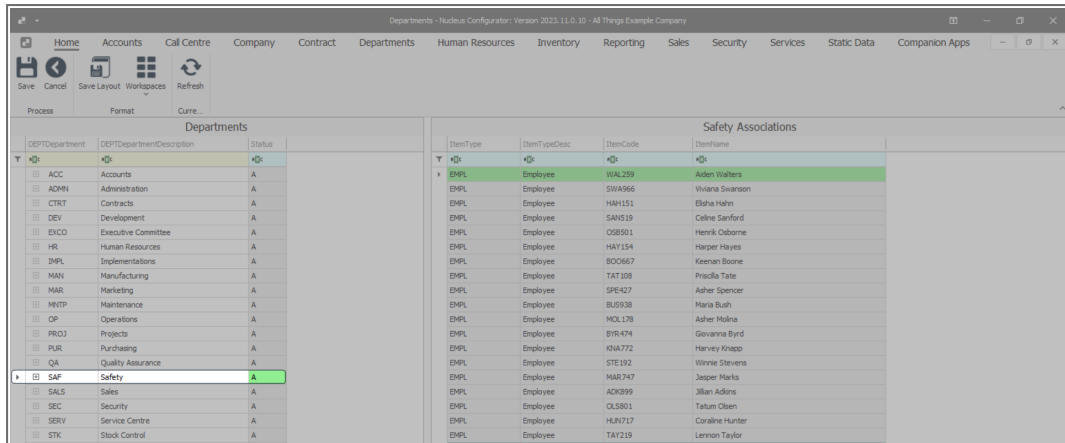 Departments - Nucleus Configurator: Version 2023.11.0.10 - All Things Example Company
Home Accounts Call Centre Company Contract Departments Human Resources Inventory Reporting Sales Security Services Static Data Companion Apps
Save Cancel Save Layout Workspaces Refresh
Process Format Curre...
Departments Safety Associations
DEPTDepartment DEPTDepartmentDescription Status ItemType ItemTypeDesc ItemCode ItemName
ACC Accounts A EMPL Employee WAL259 Aiden Walters
ADMN Administration A EMPL Employee SWA966 Viviana Swanson
CTRT Contracts A EMPL Employee HAH151 Elisha Hahn
DEV Development A EMPL Employee SAN519 Celine Sanford
EXCO Executive Committee A EMPL Employee OSB501 Henrik Osborne
HR Human Resources A EMPL Employee HAY154 Harper Hayes
IMPL Implementations A EMPL Employee BOO667 Keenan Boone
MAN Manufacturing A EMPL Employee TAT108 Priscilla Tate
MAR Marketing A EMPL Employee SPE427 Asher Spencer
MNTP Maintenance A EMPL Employee BUS938 Maria Bush
OP Operations A EMPL Employee MOL178 Asher Molina
PROJ Projects A EMPL Employee BYR474 Giovanna Byrd
PUR Purchasing A EMPL Employee KNA772 Harvey Knapp
QA Quality Assurance A EMPL Employee STE192 Winnie Stevens
SAF Safety A EMPL Employee MAR747 Jasper Marks
SALS Sales A EMPL Employee ADK899 Jillian Adkins
SEC Security A EMPL Employee OLS801 Tatum Olsen
SERV Service Centre A EMPL Employee HUN717 Coraline Hunter
STK Stock Control A EMPL Employee TAY219 Lennon Taylor